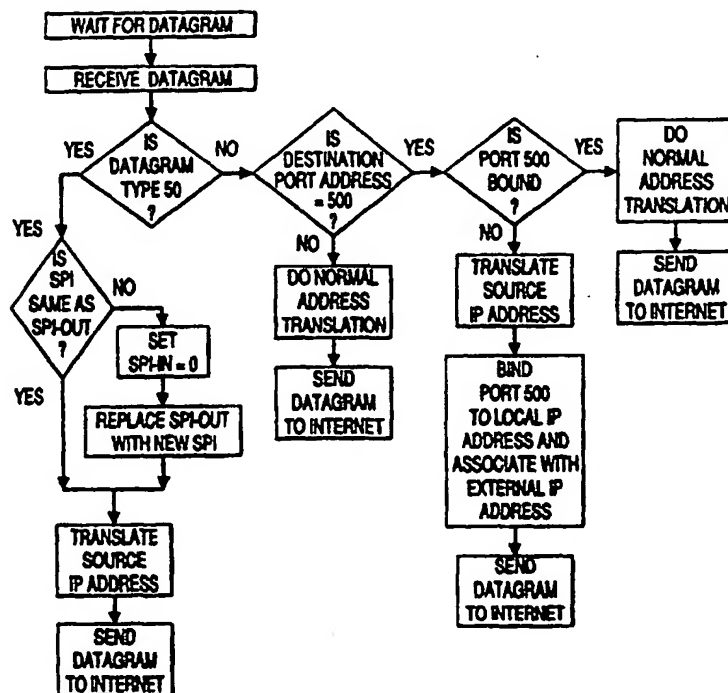 WAIT FOR DATAGRAM
RECEIVE DATAGRAM
YES
IS
DATAGRAM
TYPE 50
?
NO
IS
DESTINATION
PORT ADDRESS
= 500
?
YES
IS
PORT 500
BOUND
?
YES
DO
NORMAL
ADDRESS
TRANSLATION
SEND
DATAGRAM
TO INTERNET
YES
IS
SPI
SAME AS
SPI-OUT
?
NO
SET
SPI-IN = 0
REPLACE SPI-OUT
WITH NEW SPI
YES
TRANSLATE
SOURCE
IP ADDRESS
SEND
DATAGRAM
TO INTERNET
NO
DO NORMAL
ADDRESS
TRANSLATION
SEND
DATAGRAM
TO INTERNET
NO
TRANSLATE
SOURCE
IP ADDRESS
BIND
PORT 500
TO LOCAL IP
ADDRESS AND
ASSOCIATE WITH
EXTERNAL IP
ADDRESS
SEND
DATAGRAM
TO INTERNET